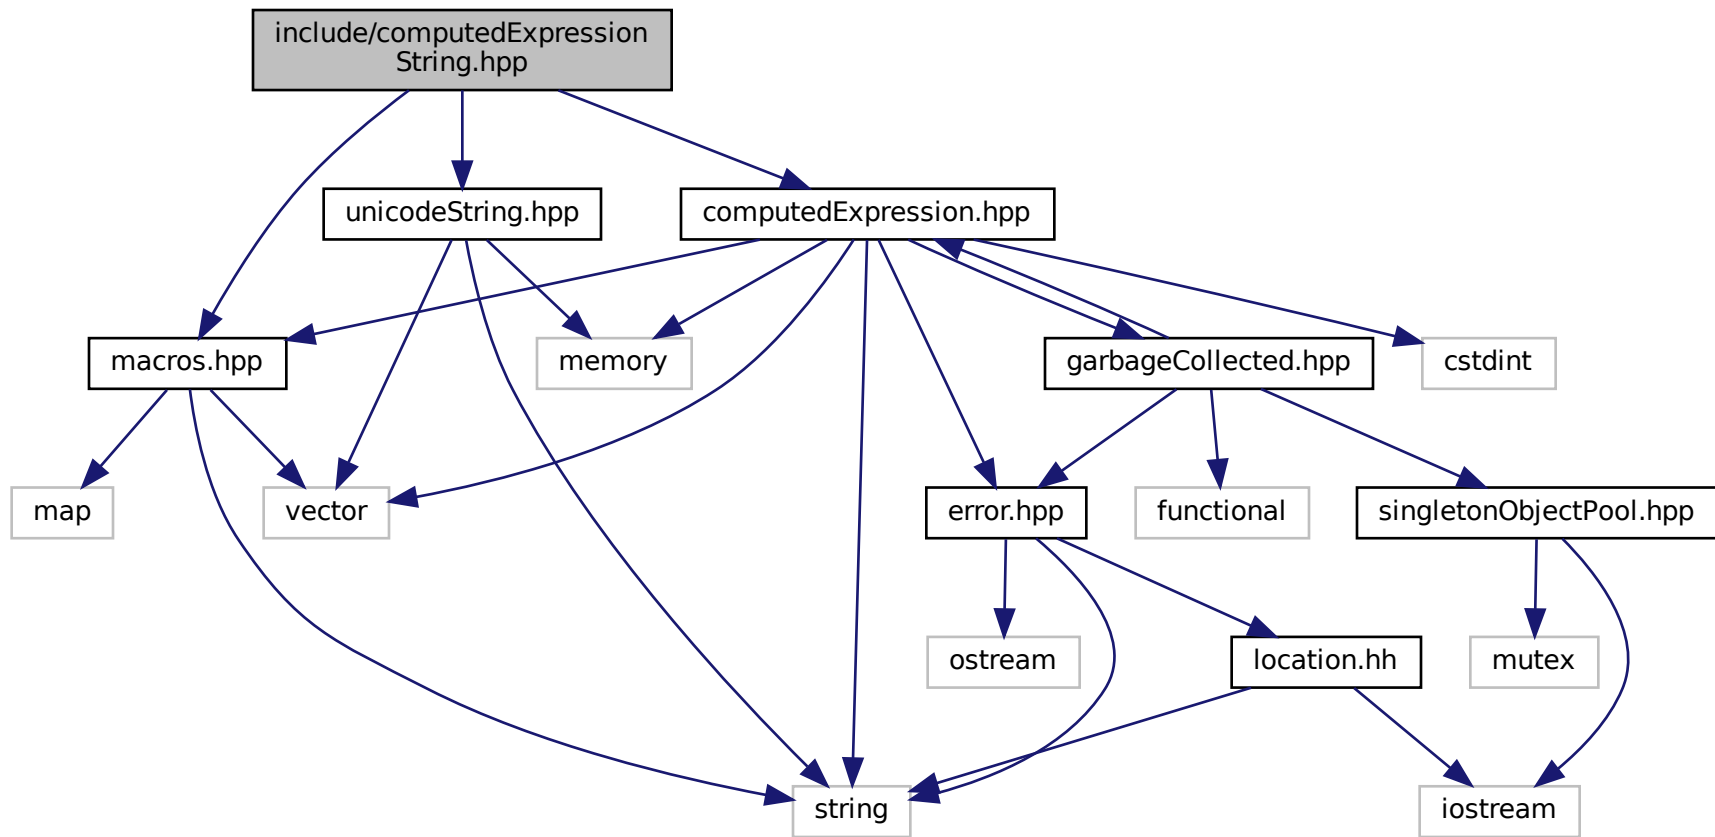 include/computedExpression
String.hpp
unicodeString.hpp
computedExpression.hpp
macros.hpp
memory
garbageCollected.hpp
cstdint
map
vector
error.hpp
functional
singletonObjectPool.hpp
ostream
location.hh
mutex
string
iostream